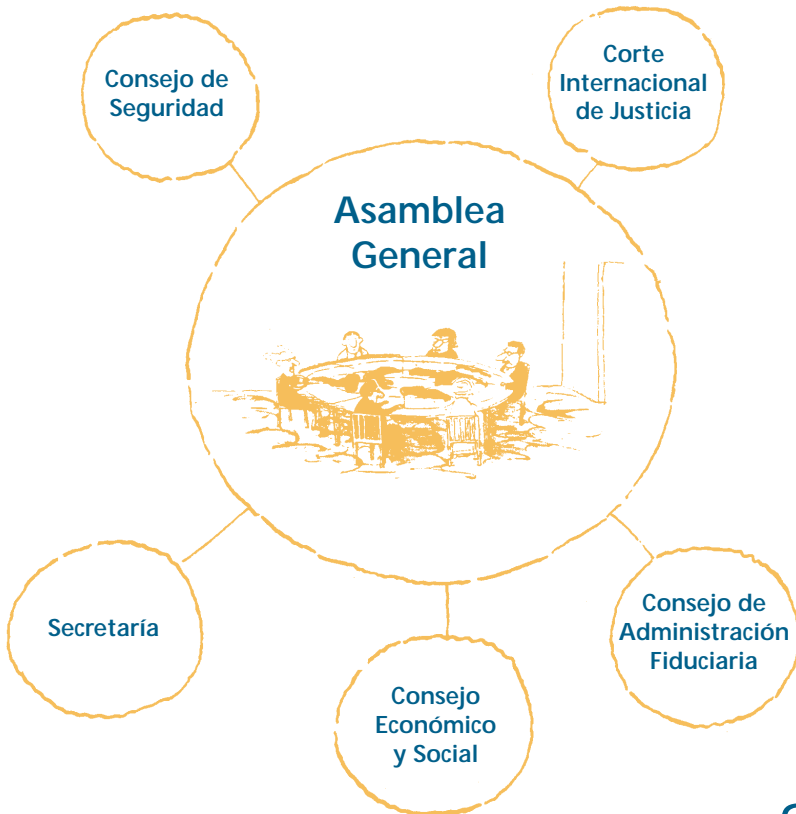 Consejo de
Seguridad
Corte
Internacional
de Justicia
Asamblea
General
Secretaría
Consejo
Económico
y Social
Consejo de
Administración
Fiduciaria